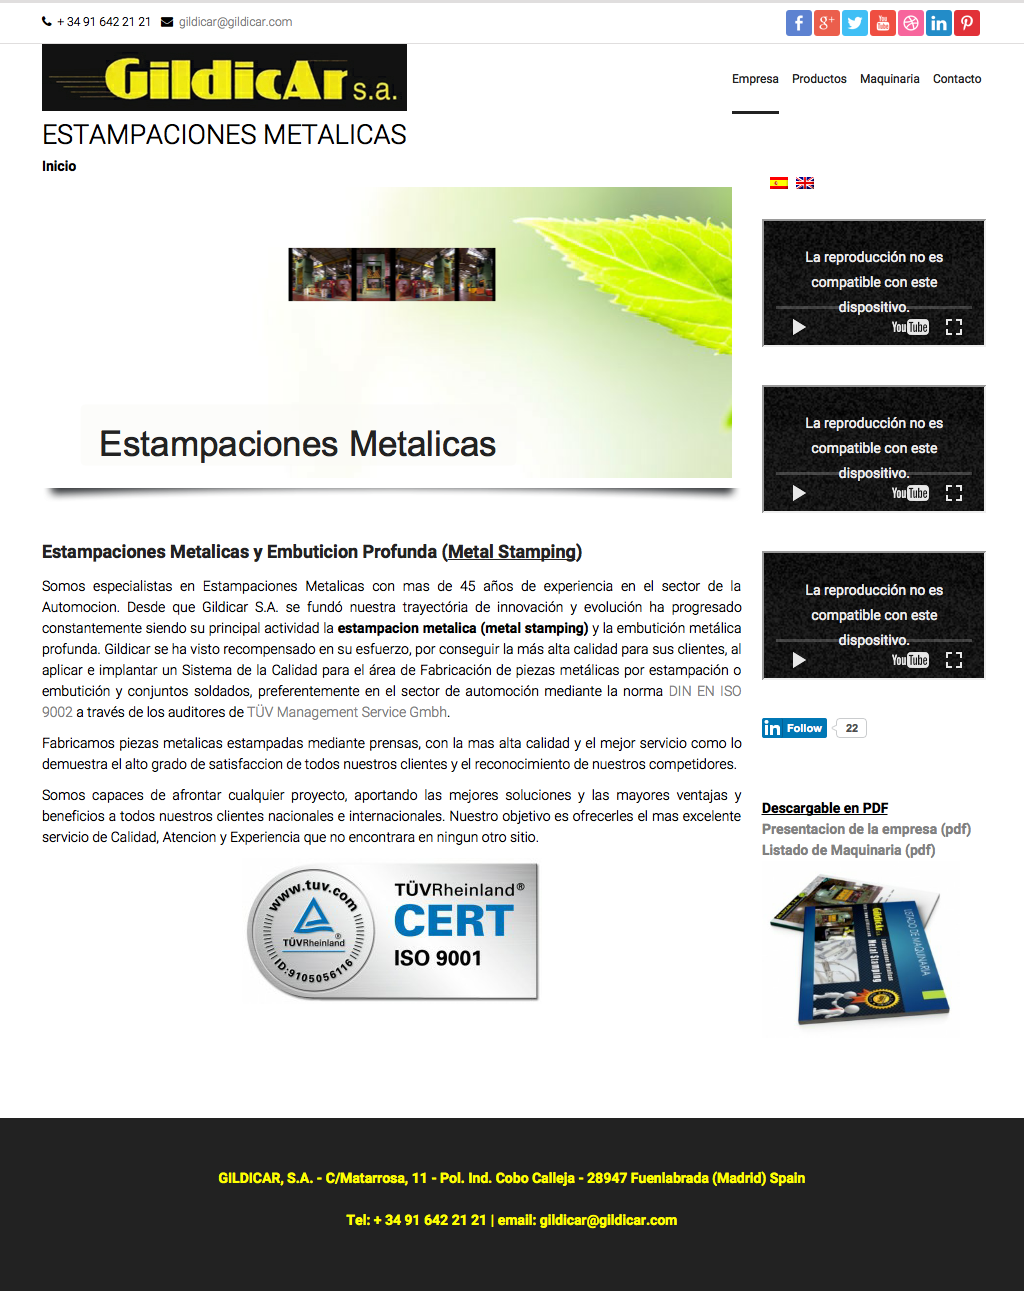 + 34 91 642 21 21 gildicar@gildicar.com
GildicAr s.a.
Empresa Productos Maquinaria Contacto
ESTAMPACIONES METALICAS
Inicio
Estampaciones Metalicas
La reproducción no es
compatible con este
dispositivo.
YouTube
La reproducción no es
compatible con este
dispositivo.
YouTube
La reproducción no es
compatible con este
dispositivo.
YouTube
in Follow 22
Estampaciones Metalicas y Embuticion Profunda (Metal Stamping)
Somos especialistas en Estampaciones Metalicas con mas de 45 años de experiencia en el sector de la
Automocion. Desde que Gildicar S.A. se fundó nuestra trayectória de innovación y evolución ha progresado
constantemente siendo su principal actividad la estampacion metalica (metal stamping) y la embutición metálica
profunda. Gildicar se ha visto recompensado en su esfuerzo, por conseguir la más alta calidad para sus clientes, al
aplicar e implantar un Sistema de la Calidad para el área de Fabricación de piezas metálicas por estampación o
embutición y conjuntos soldados, preferentemente en el sector de automoción mediante la norma DIN EN ISO
9002 a través de los auditores de TÜV Management Service Gmbh.
Fabricamos piezas metalicas estampadas mediante prensas, con la mas alta calidad y el mejor servicio como lo
demuestra el alto grado de satisfaccion de todos nuestros clientes y el reconocimiento de nuestros competidores.
Somos capaces de afrontar cualquier proyecto, aportando las mejores soluciones y las mayores ventajas y
beneficios a todos nuestros clientes nacionales e internacionales. Nuestro objetivo es ofrecerles el mas excelente
servicio de Calidad, Atencion y Experiencia que no encontrara en ningun otro sitio.
www.tuv.com
TÜVRheinland®
ID:9105056116
TÜVRheinland®
CERT
ISO 9001
Descargable en PDF
Presentacion de la empresa (pdf)
Listado de Maquinaria (pdf)
GildicAr
Estampaciones Metalicas
Metal Stamping
LISTADO DE MAQUINARIA
GILDICAR, S.A. - C/Matarrosa, 11 - Pol. Ind. Cobo Calleja - 28947 Fuenlabrada (Madrid) Spain
Tel: + 34 91 642 21 21 | email: gildicar@gildicar.com